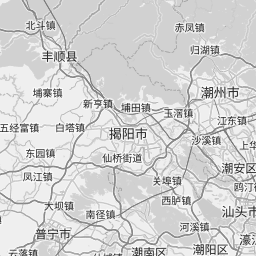 北斗镇
赤凤镇
归湖镇
丰顺县
埔寨镇
潮州市
新亨镇
埔田镇
玉滘镇
五经富镇
白塔镇
揭阳市
江东镇
沙溪镇
东园镇
仙桥街道
凤江镇
关埠镇
潮安区
大坝镇
南径镇
西胪镇
汕头市
普宁市
河溪镇
云落镇
潮南区
潮阳区